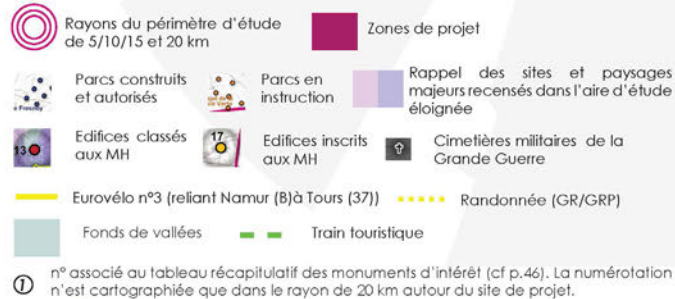 Rayons du périmètre d'étude
de 5/10/15 et 20 km
Zones de projet
Parcs construits
et autorisés
Parcs en
instruction
Rappel des sites et paysages
majeurs recensés dans l'aire d'étude
éloignée
13
Edifices classés
aux MH
17
Edifices inscrits
aux MH
Cimetières militaires de la
Grande Guerre
Eurovélo n°3 (reliant Namur (B)à Tours (37))
Randonnée (GR/GRP)
Fonds de vallées
Train touristique
① n° associé au tableau récapitulatif des monuments d'intérêt (cf p.46). La numérotation
n'est cartographiée que dans le rayon de 20 km autour du site de projet.